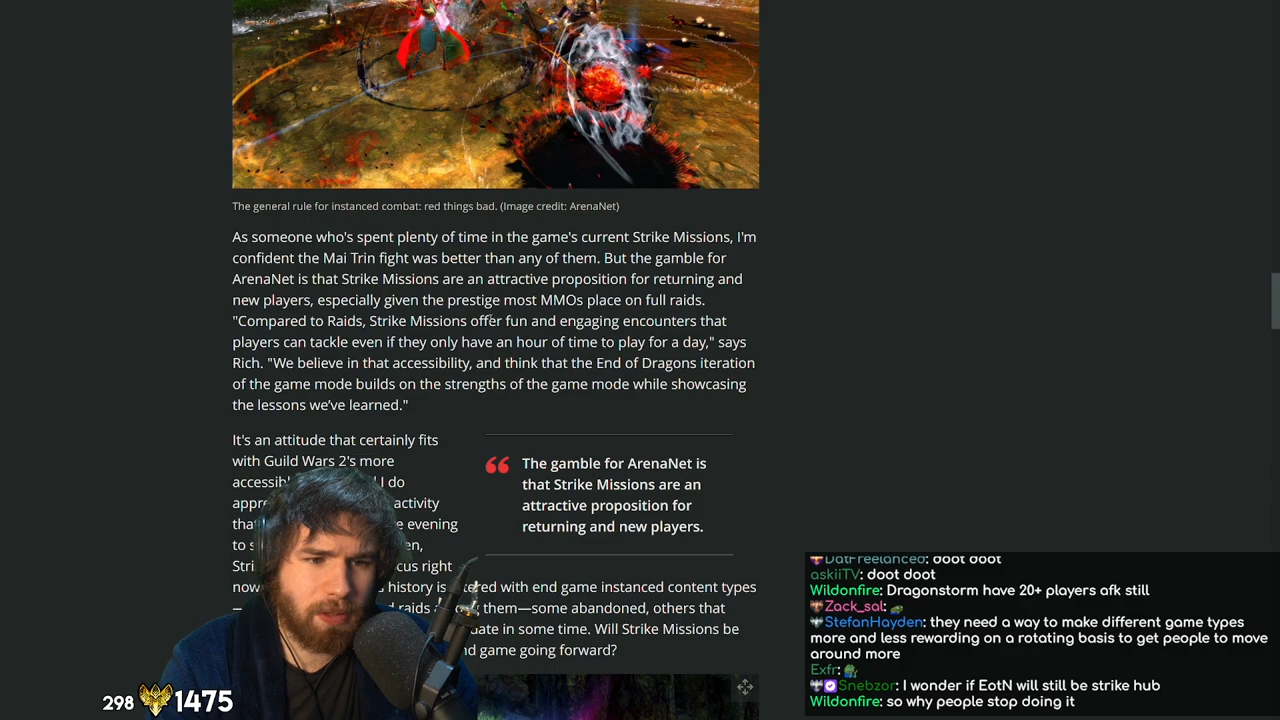 The general rule for instanced combat: red things bad. (Image credit: ArenaNet)
As someone who's spent plenty of time in the game's current Strike Missions, I'm
confident the Mai Trin fight was better than any of them. But the gamble for
ArenaNet is that Strike Missions are an attractive proposition for returning and
new players, especially given the prestige most MMOs place on full raids.
"Compared to Raids, Strike Missions offer fun and engaging encounters that
players can tackle even if they only have an hour of time to play for a day," says
Rich. "We believe in that accessibility, and think that the End of Dragons iteration
of the game mode builds on the strengths of the game mode while showcasing
the lessons we've learned."
It's an attitude that certainly fits
with Guild Wars 2's more
I do
activity
evening
right
now
history is
with end game instanced content types
raids
them—some abandoned, others that
in some time. Will Strike Missions be
game going forward?
The gamble for ArenaNet is
that Strike Missions are an
attractive proposition for
returning and new players.
DatFreelanced: doot doot
askiiTV: doot doot
Wildonfire: Dragonstorm have 20+ players afk still
Zack_sal:
StefanHayden: they need a way to make different game types
more and less rewarding on a rotating basis to get people to move
around more
Exfr:
Snebzor: I wonder if EotN will still be strike hub
Wildonfire: so why people stop doing it
298 1475